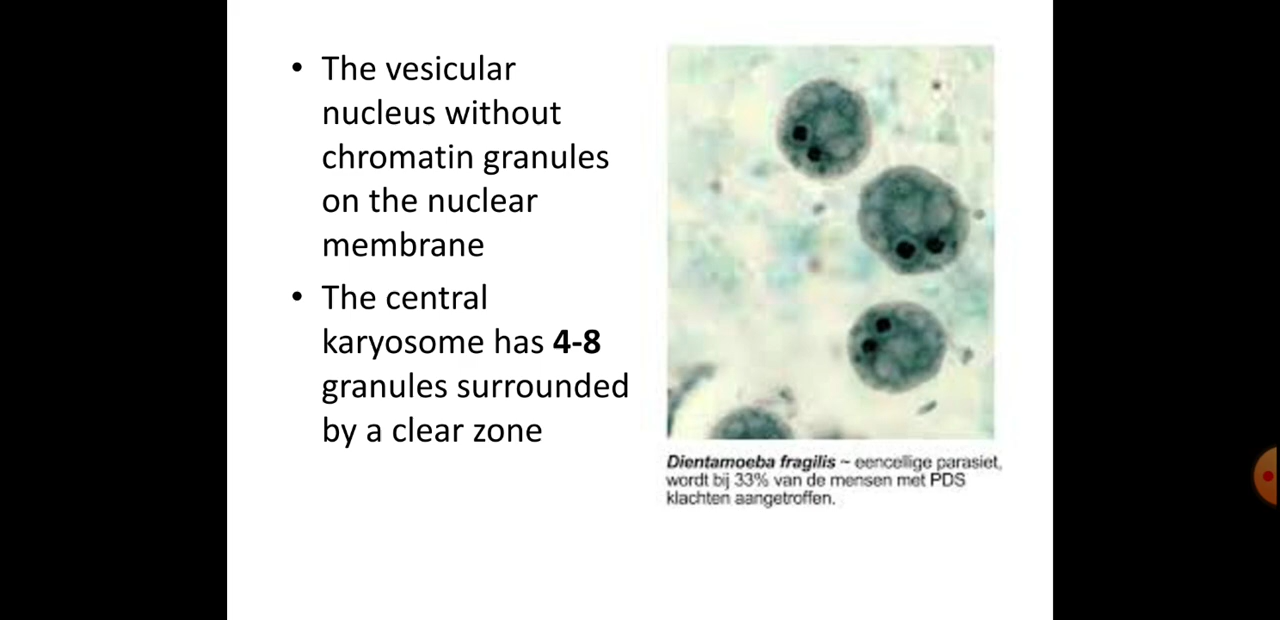 • The vesicular
nucleus without
chromatin granules
on the nuclear
membrane
• The central
karyosome has 4-8
granules surrounded
by a clear zone
Dientamoeba fragilis ~ eencellige parasiet,
wordt bij 33% van de mensen met PDS
klachten aangetroffen.